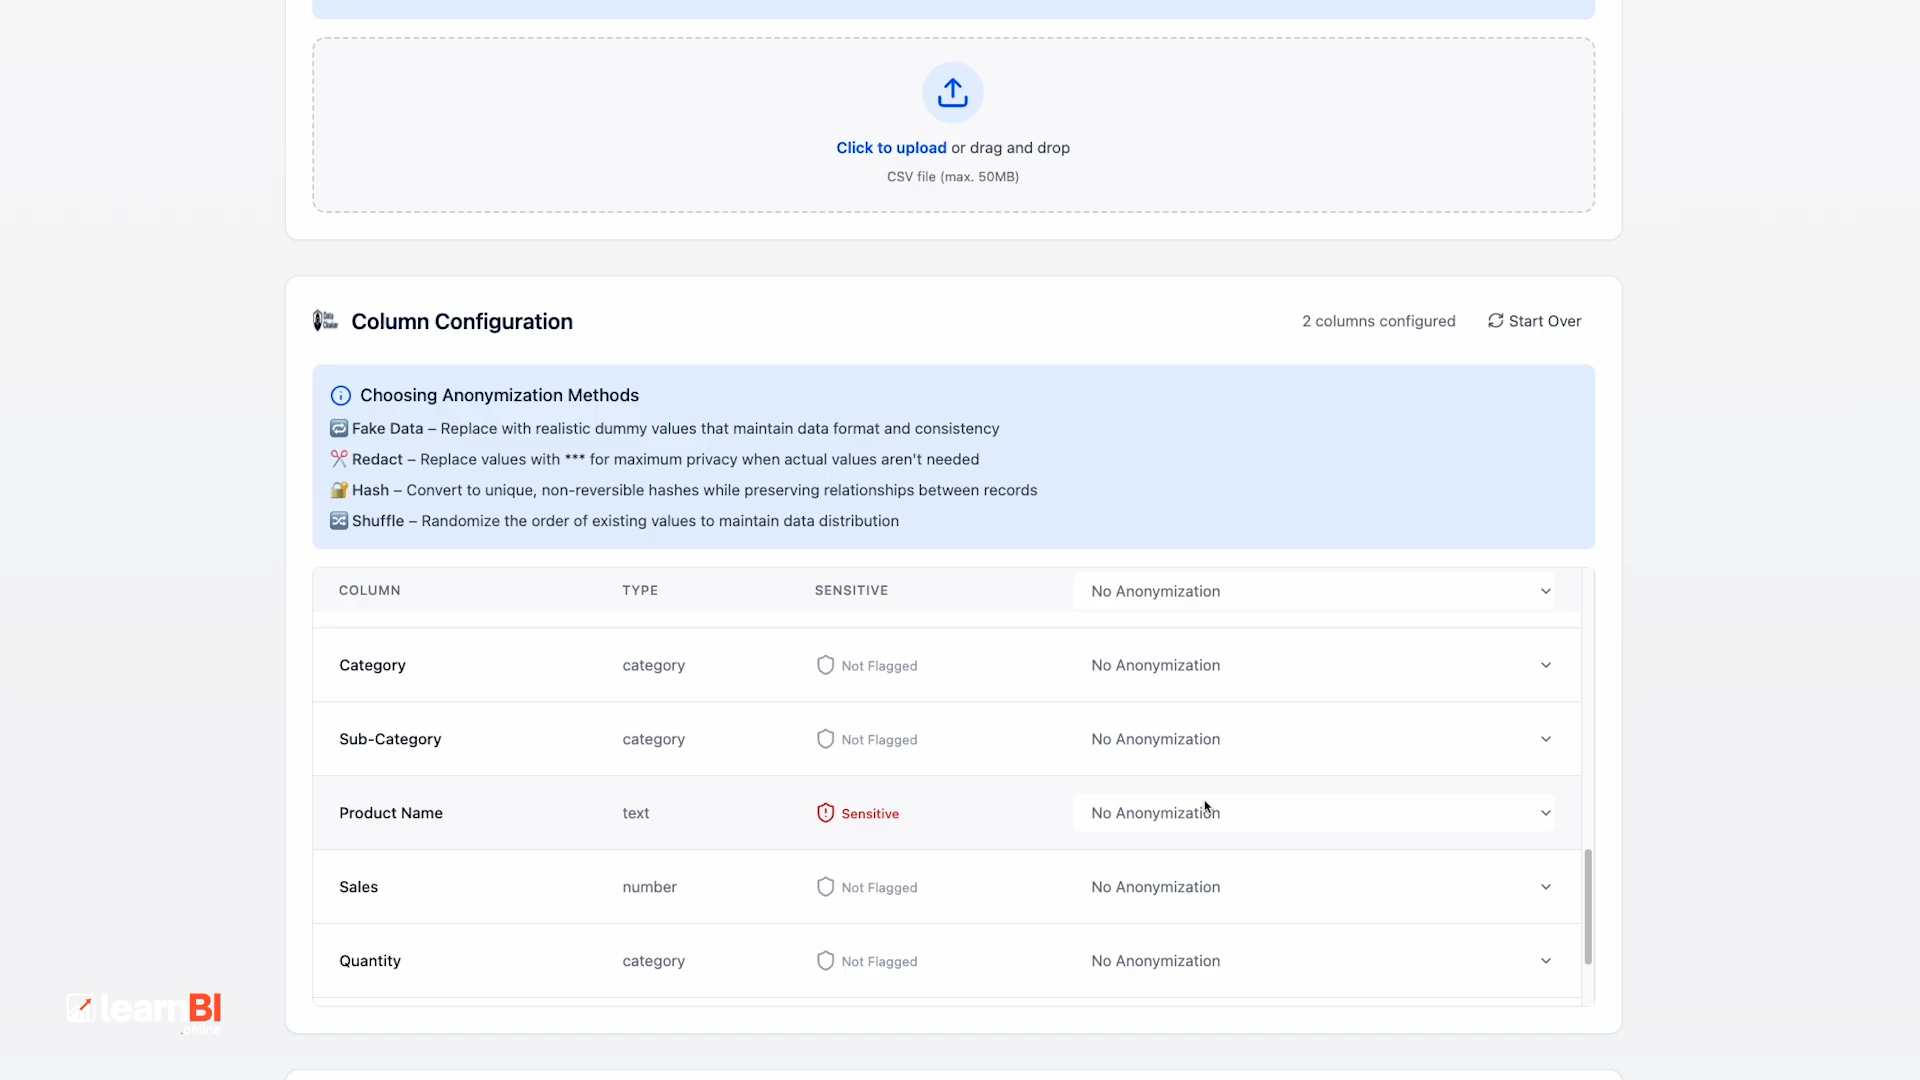 Click to upload or drag and drop
CSV file (max. 50MB)
Data
Cloaker
Column Configuration
2 columns configured
Start Over
Choosing Anonymization Methods
Fake Data – Replace with realistic dummy values that maintain data format and consistency
Redact – Replace values with *** for maximum privacy when actual values aren't needed
Hash – Convert to unique, non-reversible hashes while preserving relationships between records
Shuffle – Randomize the order of existing values to maintain data distribution
COLUMN TYPE SENSITIVE No Anonymization
Category category Not Flagged No Anonymization
Sub-Category category Not Flagged No Anonymization
Product Name text Sensitive No Anonymization
Sales number Not Flagged No Anonymization
Quantity category Not Flagged No Anonymization
learnBI
.online